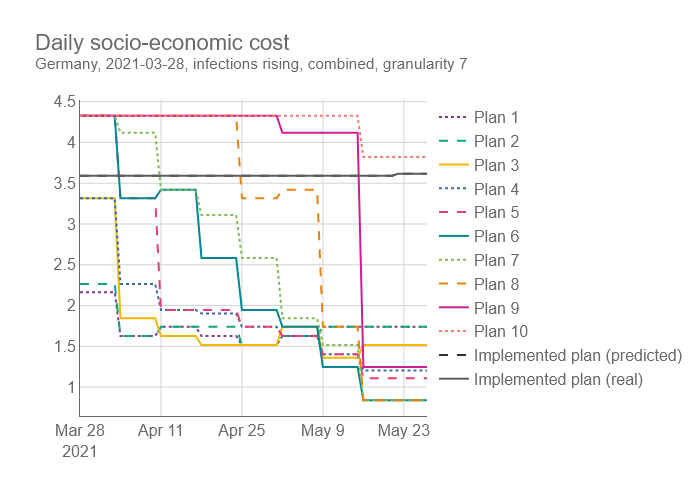 Daily socio-economic cost
Germany, 2021-03-28, infections rising, combined, granularity 7
4.5
4
3.5
3
2.5
2
1.5
1
Mar 28
2021
Apr 11
Apr 25
May 9
May 23
Plan 1
Plan 2
Plan 3
Plan 4
Plan 5
Plan 6
Plan 7
Plan 8
Plan 9
Plan 10
Implemented plan (predicted)
Implemented plan (real)